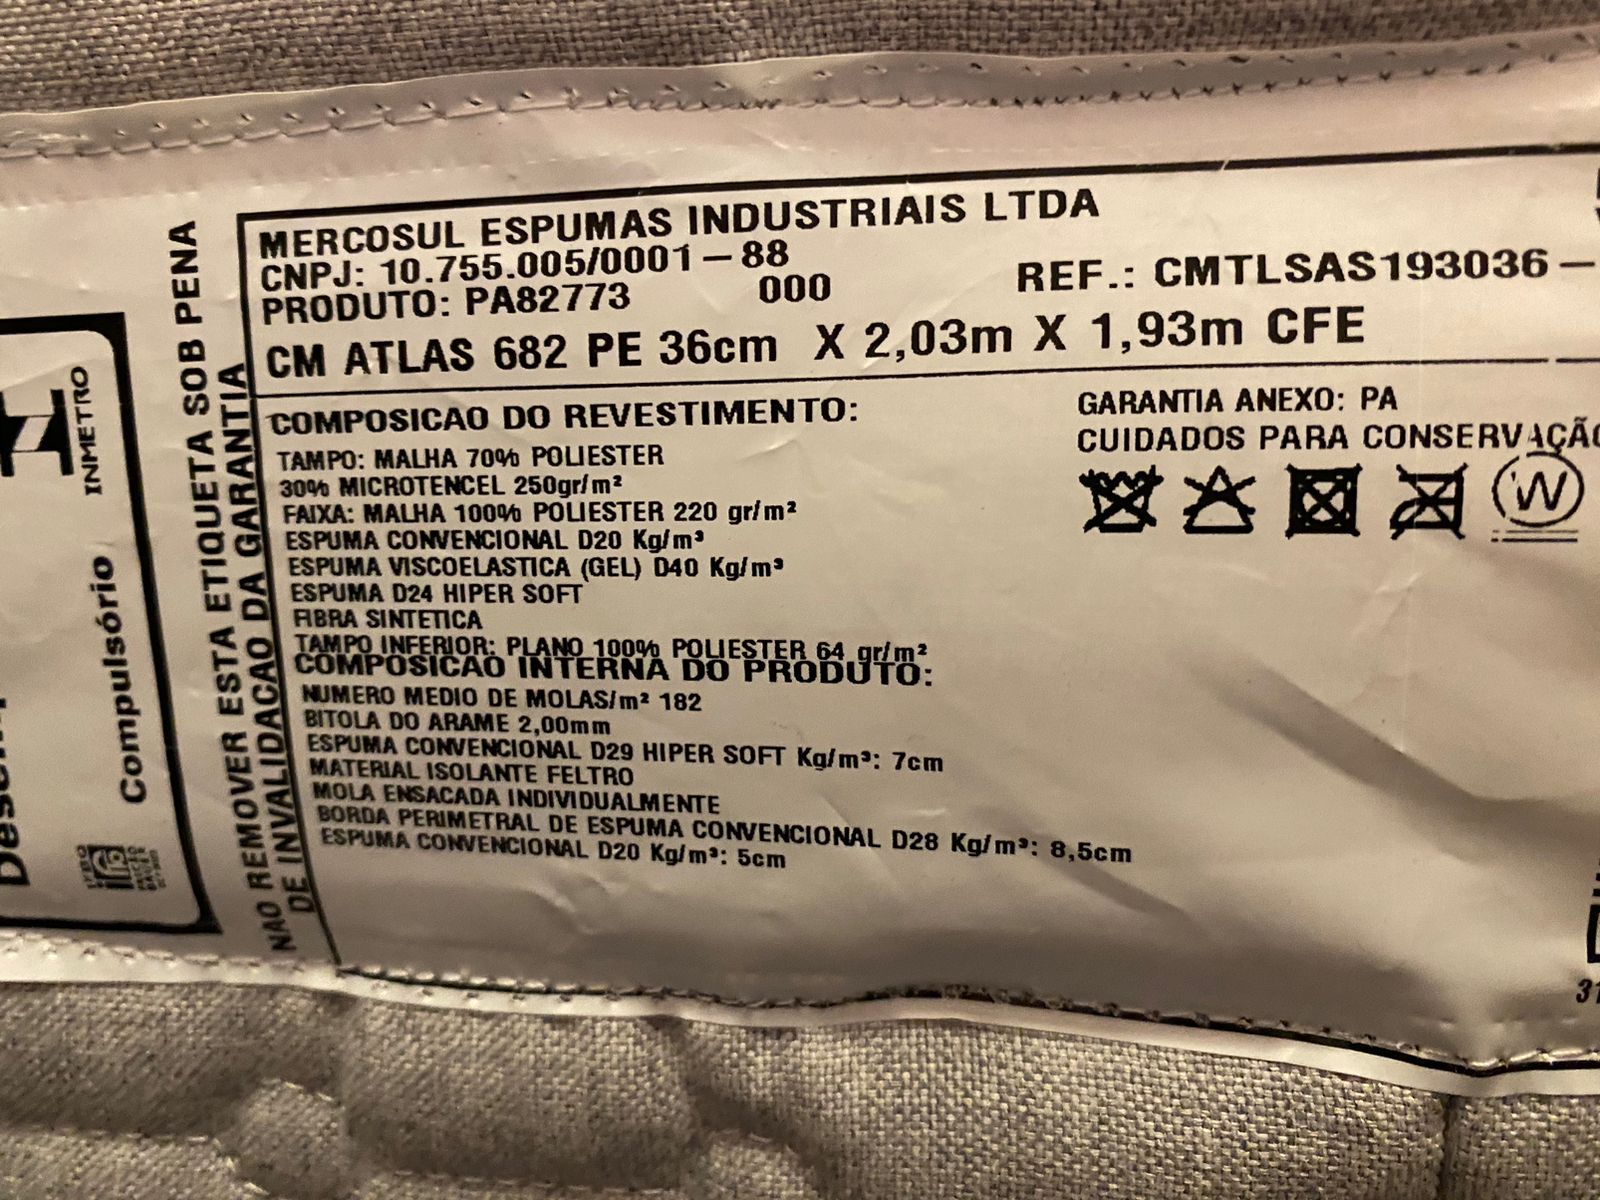 MERCOSUL ESPUMAS INDUSTRIAIS LTDA
CNPJ: 10.755.005/0001-88
PRODUTO: PA82773 000 REF.: CMTLSAS193036-
CM ATLAS 682 PE 36cm X 2,03m X 1,93m CFE
COMPOSICAO DO REVESTIMENTO:
TAMPO: MALHA 70% POLIESTER
30% MICROTENCEL 250gr/m²
FAIXA: MALHA 100% POLIESTER 220 gr/m²
ESPUMA CONVENCIONAL D20 Kg/m³
ESPUMA VISCOELASTICA (GEL) D40 Kg/m³
ESPUMA D24 HIPER SOFT
FIBRA SINTETICA
TAMPO INFERIOR: PLANO 100% POLIESTER 64 gr/m²
COMPOSICAO INTERNA DO PRODUTO:
NUMERO MEDIO DE MOLAS/m² 182
BITOLA DO ARAME 2,00mm
ESPUMA CONVENCIONAL D29 HIPER SOFT Kg/m³: 7cm
MATERIAL ISOLANTE FELTRO
MOLA ENSACADA INDIVIDUALMENTE
BORDA PERIMETRAL DE ESPUMA CONVENCIONAL D28 Kg/m³: 8,5cm
ESPUMA CONVENCIONAL D20 Kg/m³: 5cm
GARANTIA ANEXO: PA
CUIDADOS PARA CONSERVAÇÃO
W
NAO REMOVER ESTA ETIQUETA SOB PENA
DE INVALIDACAO DA GARANTIA
INMETRO
Compulsório
31